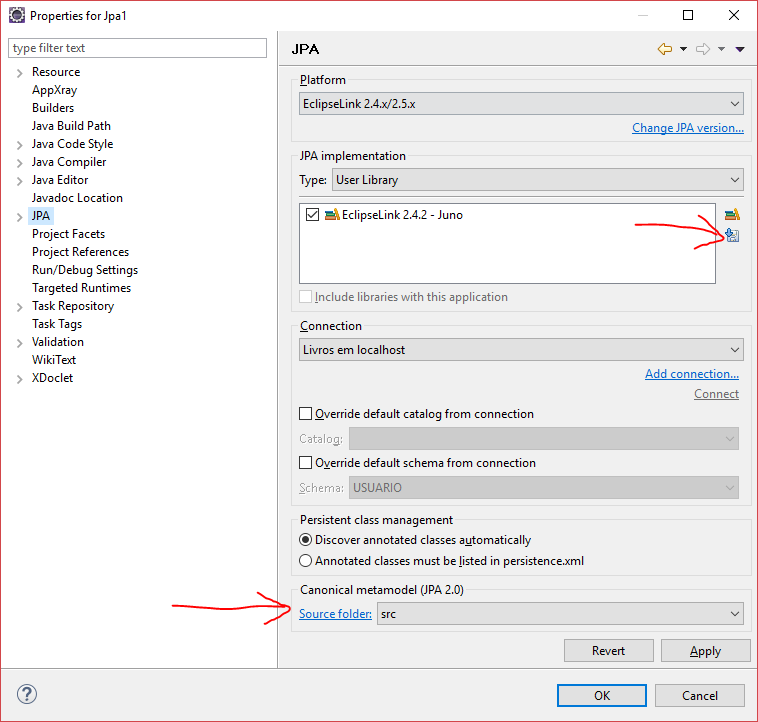 Properties for Jpa1
type filter text
Resource
AppXray
Builders
Java Build Path
Java Code Style
Java Compiler
Java Editor
Javadoc Location
JPA
Project Facets
Project References
Run/Debug Settings
Targeted Runtimes
Task Repository
Task Tags
Validation
WikiText
XDoclet
JPA
Platform
EclipseLink 2.4.x/2.5.x
Change JPA version...
JPA implementation
Type: User Library
EclipseLink 2.4.2 - Juno
Include libraries with this application
Connection
Livros em localhost
Add connection...
Connect
Override default catalog from connection
Catalog:
Override default schema from connection
Schema: USUARIO
Persistent class management
Discover annotated classes automatically
Annotated classes must be listed in persistence.xml
Canonical metamodel (JPA 2.0)
Source folder: src
Revert Apply
? OK Cancel